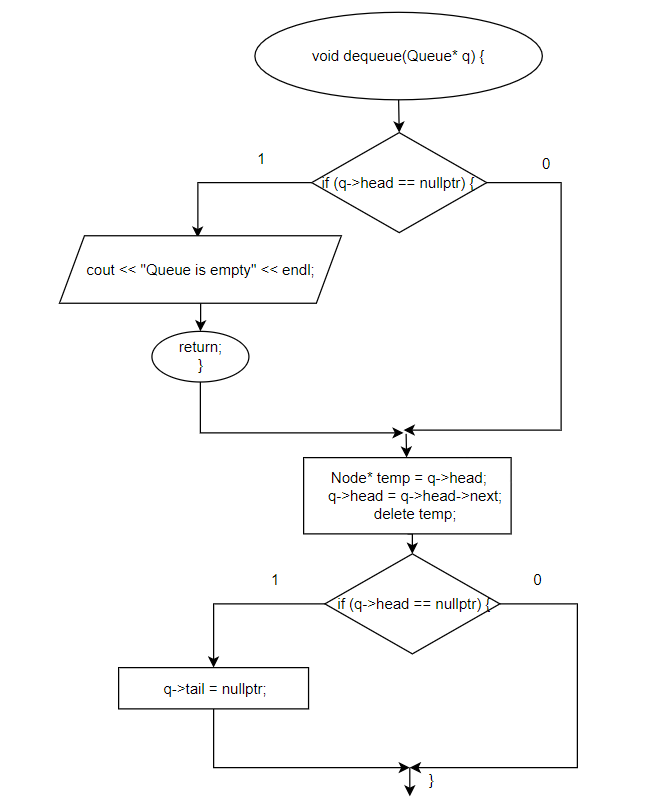 void dequeue(Queue* q) {
1
0
if (q->head == nullptr) {
cout << "Queue is empty" << endl;
return;
}
Node* temp = q->head;
q->head = q->head->next;
delete temp;
1
0
if (q->head == nullptr) {
q->tail = nullptr;
}